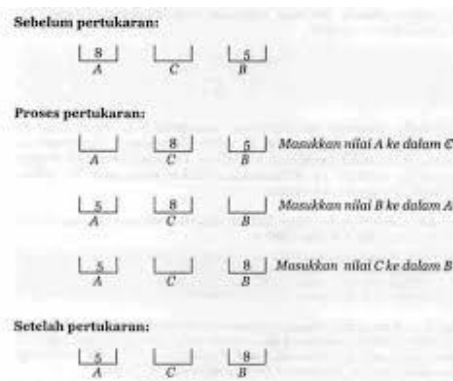 Sebelum pertukaran:
8 5
A C B
Proses pertukaran:
8 5 Masukkan nilai A ke dalam C
A C B
5 8 Masukkan nilai B ke dalam A
A C B
5 8 Masukkan nilai C ke dalam B
A C B
Setelah pertukaran:
5 8
A C B